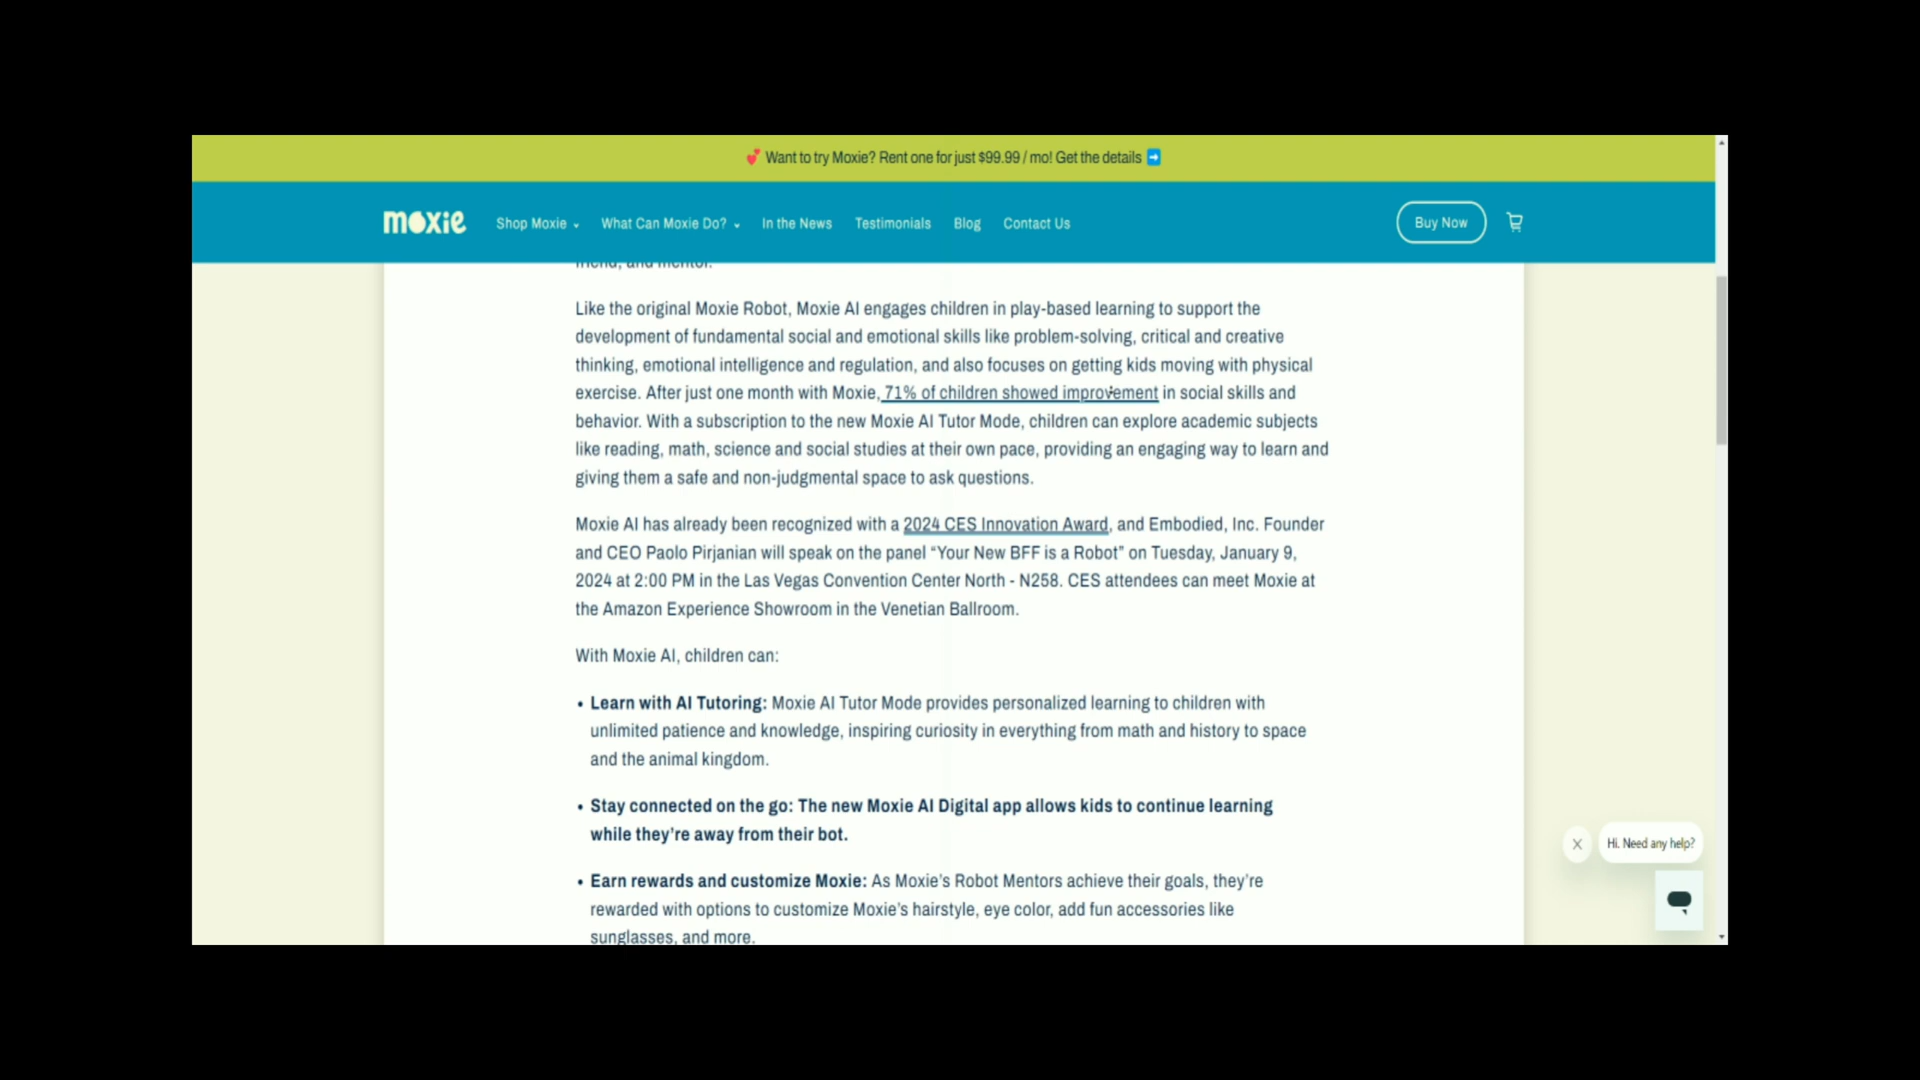 💕 Want to try Moxie? Rent one for just $99.99 / mo! Get the details ➡️
moxie Shop Moxie What Can Moxie Do? In the News Testimonials Blog Contact Us Buy Now
friend, and mentor.
Like the original Moxie Robot, Moxie AI engages children in play-based learning to support the
development of fundamental social and emotional skills like problem-solving, critical and creative
thinking, emotional intelligence and regulation, and also focuses on getting kids moving with physical
exercise. After just one month with Moxie, 71% of children showed improvement in social skills and
behavior. With a subscription to the new Moxie AI Tutor Mode, children can explore academic subjects
like reading, math, science and social studies at their own pace, providing an engaging way to learn and
giving them a safe and non-judgmental space to ask questions.
Moxie AI has already been recognized with a 2024 CES Innovation Award, and Embodied, Inc. Founder
and CEO Paolo Pirjanian will speak on the panel “Your New BFF is a Robot” on Tuesday, January 9,
2024 at 2:00 PM in the Las Vegas Convention Center North - N258. CES attendees can meet Moxie at
the Amazon Experience Showroom in the Venetian Ballroom.
With Moxie AI, children can:
• Learn with AI Tutoring: Moxie AI Tutor Mode provides personalized learning to children with
unlimited patience and knowledge, inspiring curiosity in everything from math and history to space
and the animal kingdom.
• Stay connected on the go: The new Moxie AI Digital app allows kids to continue learning
while they’re away from their bot.
• Earn rewards and customize Moxie: As Moxie’s Robot Mentors achieve their goals, they’re
rewarded with options to customize Moxie’s hairstyle, eye color, add fun accessories like
sunglasses, and more.
Hi. Need any help?